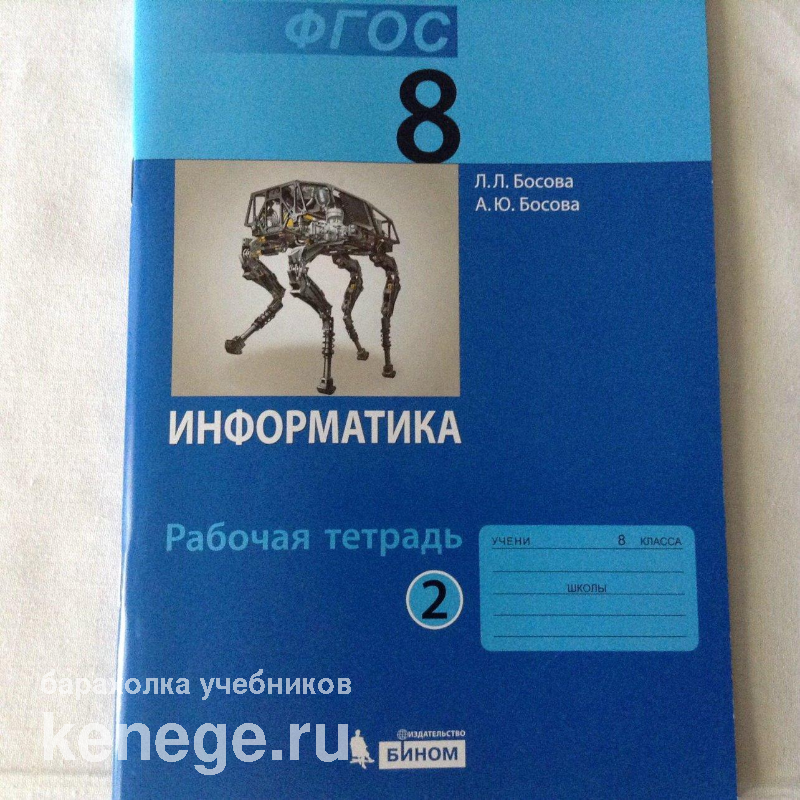 ФГОС
8
Л.Л. Босова
А.Ю. Босова
ИНФОРМАТИКА
Рабочая тетрадь
2
УЧЕНИ 8 КЛАССА
ШКОЛЫ
барахолка учебников
kenege.ru
ИЗДАТЕЛЬСТВО
БИНОМ